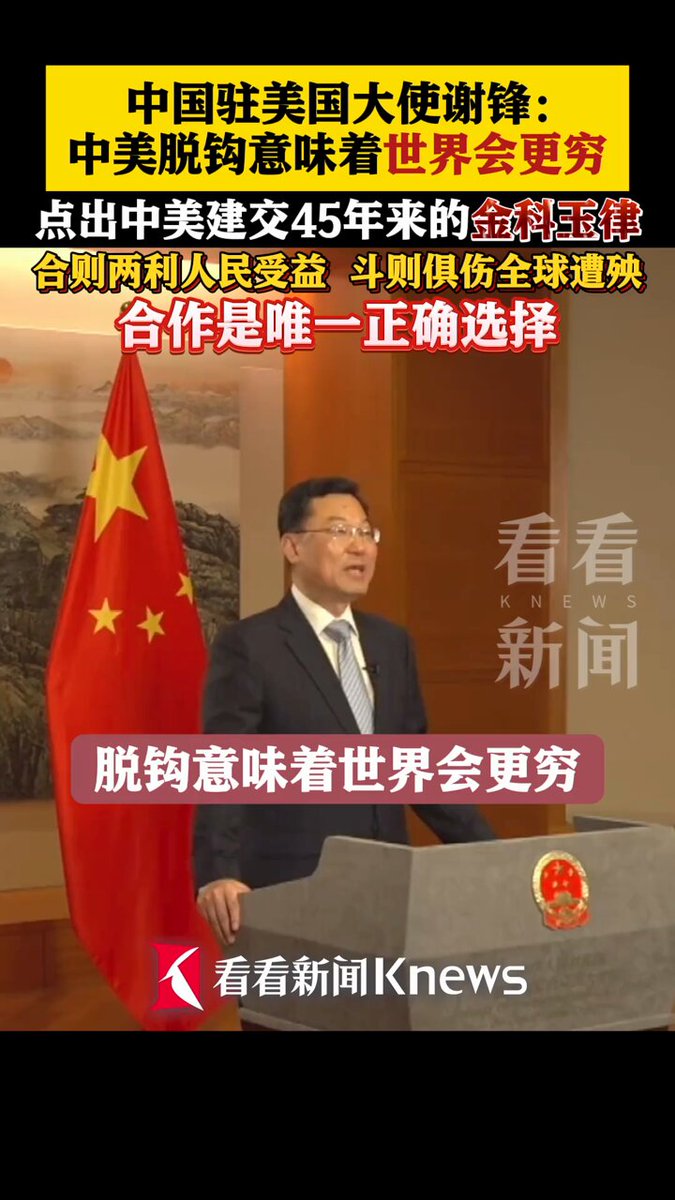 中国驻美国大使谢锋：
中美脱钩意味着世界会更穷
点出中美建交45年来的金科玉律
合则两利人民受益 斗则俱伤全球遭殃
合作是唯一正确选择
看看
KNEWS
新闻
脱钩意味着世界会更穷
看看新闻Knews